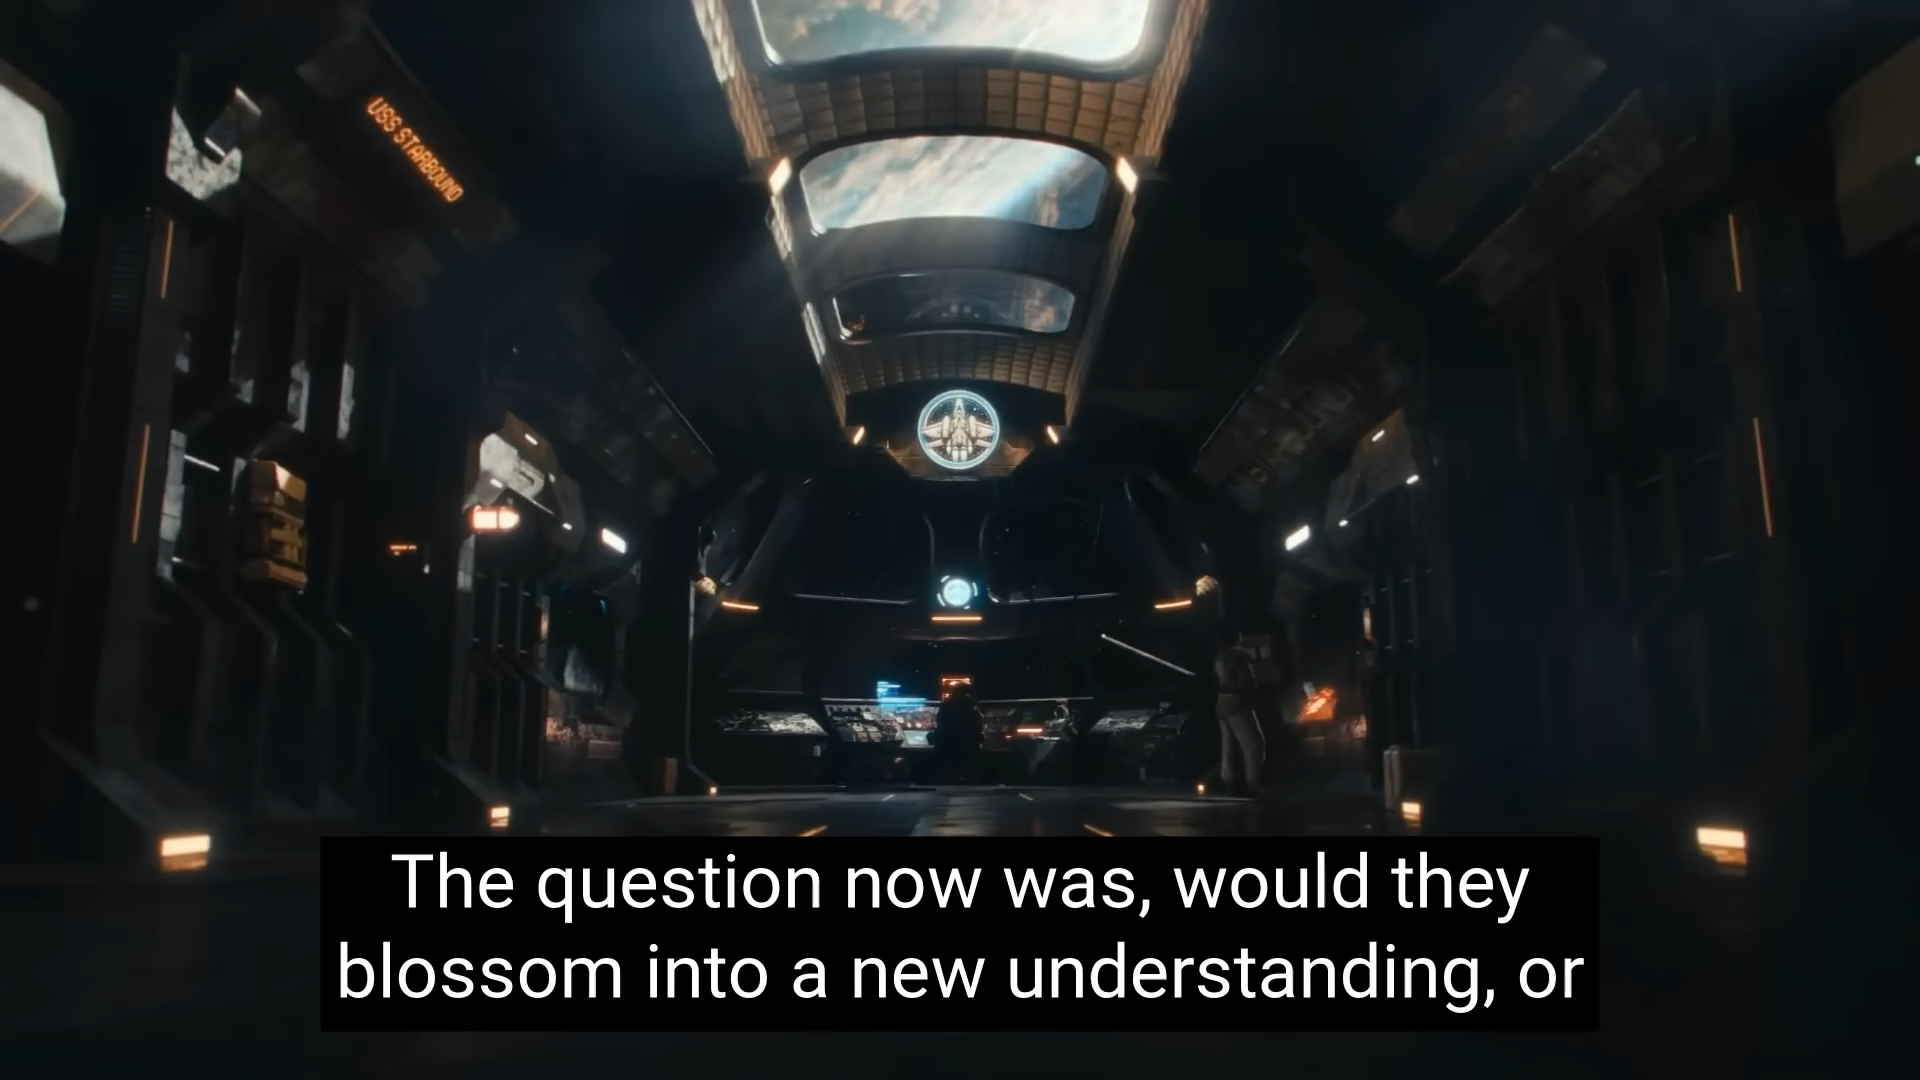 USS STARBOUND
The question now was, would they
blossom into a new understanding, or